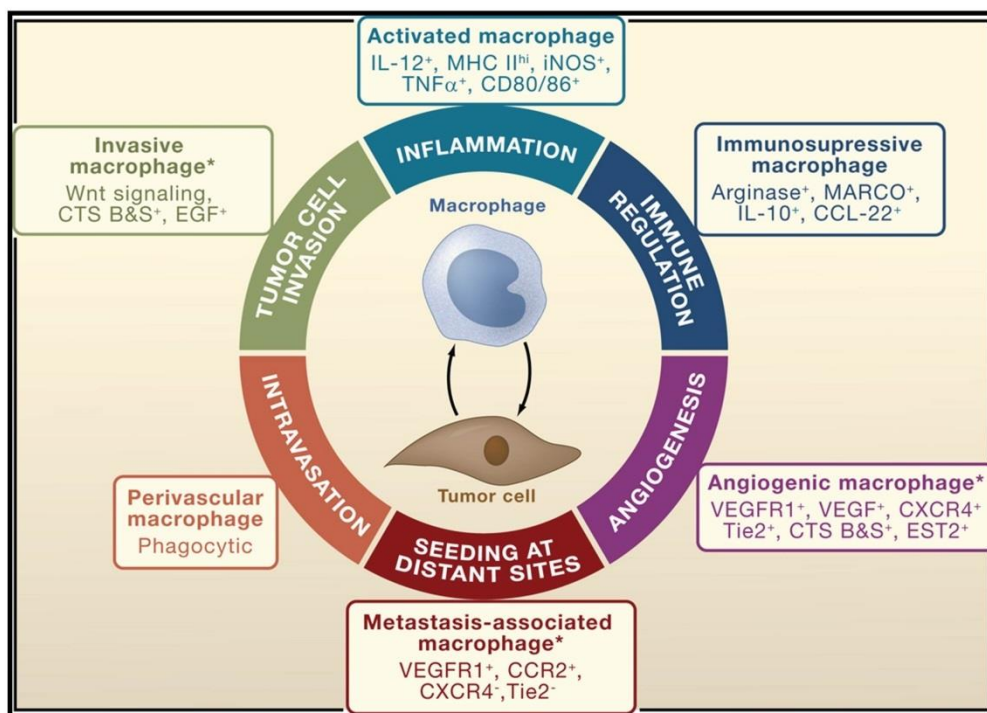 Activated macrophage
IL-12⁺, MHC IIʰⁱ, iNOS⁺,
TNFα⁺, CD80/86⁺
Invasive
macrophage*
Wnt signaling,
CTS B&S⁺, EGF⁺
Immunosupressive
macrophage
Arginase⁺, MARCO⁺,
IL-10⁺, CCL-22⁺
INFLAMMATION
TUMOR CELL
INVASION
IMMUNE
REGULATION
Macrophage
INTRAVASATION
ANGIOGENESIS
Tumor cell
Perivascular
macrophage
Phagocytic
Angiogenic macrophage*
VEGFR1⁺, VEGF⁺, CXCR4⁺
Tie2⁺, CTS B&S⁺, EST2⁺
SEEDING AT
DISTANT SITES
Metastasis-associated
macrophage*
VEGFR1⁺, CCR2⁺,
CXCR4⁻,Tie2⁻